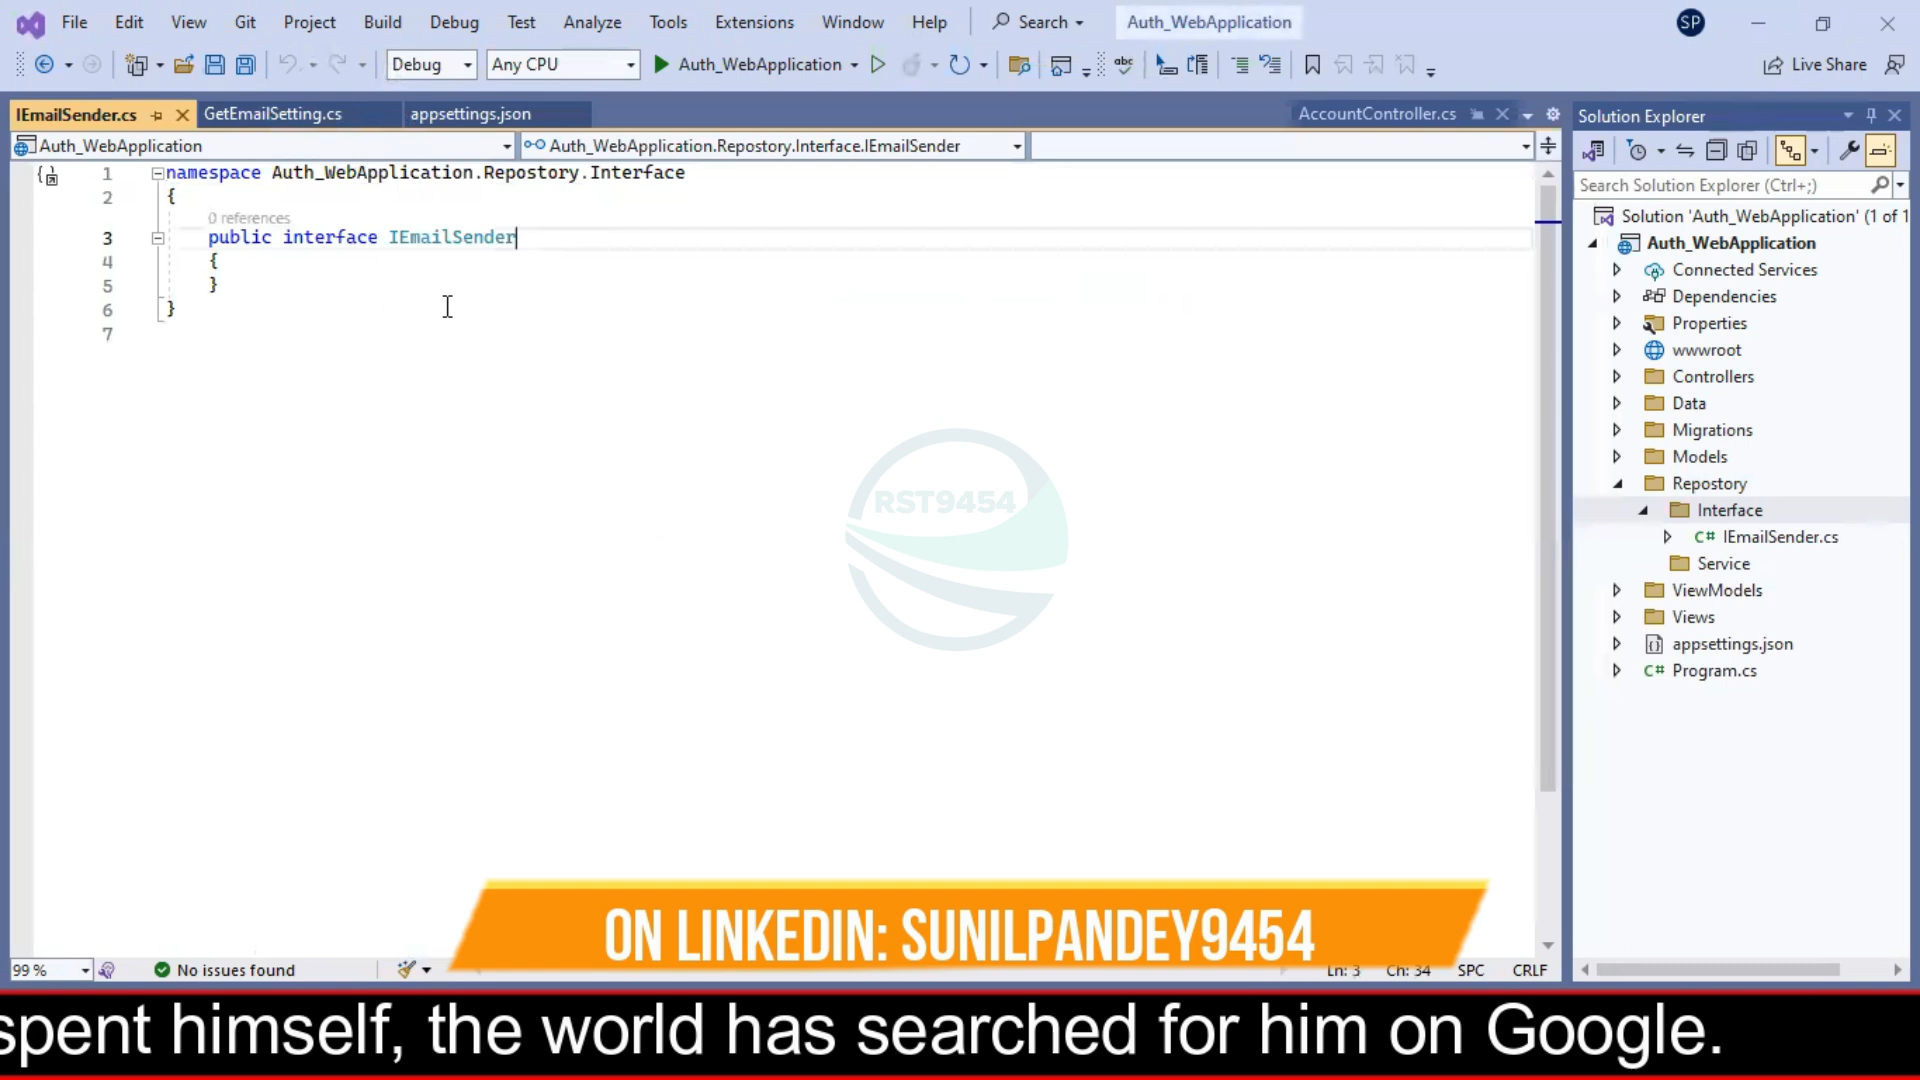 File Edit View Git Project Build Debug Test Analyze Tools Extensions Window Help Search Auth_WebApplication SP
Debug Any CPU Auth_WebApplication abc Live Share
IEmailSender.cs GetEmailSetting.cs appsettings.json AccountController.cs
Auth_WebApplication Auth_WebApplication.Repostory.Interface.IEmailSender
1 namespace Auth_WebApplication.Repostory.Interface
2 {
0 references
3 public interface IEmailSender
4 {
5 }
6 }
7
RST9454
Solution Explorer
Search Solution Explorer (Ctrl+;)
Solution 'Auth_WebApplication' (1 of 1
Auth_WebApplication
Connected Services
Dependencies
Properties
wwwroot
Controllers
Data
Migrations
Models
Repostory
Interface
C# IEmailSender.cs
Service
ViewModels
Views
appsettings.json
C# Program.cs
ON LINKEDIN: SUNILPANDEY9454
99 % No issues found Ln: 3 Ch: 34 SPC CRLF
spent himself, the world has searched for him on Google.